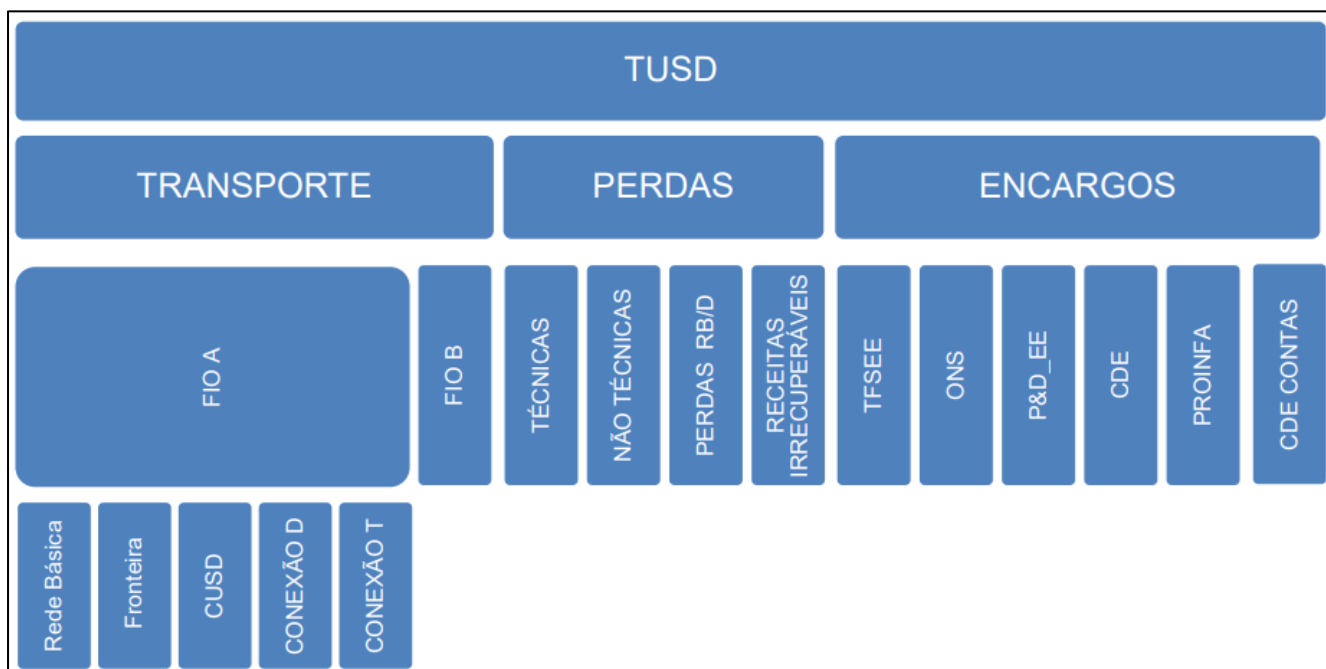 TUSD
TRANSPORTE
PERDAS
ENCARGOS
FIO A
FIO B
TÉCNICAS
NÃO TÉCNICAS
PERDAS RB/D
RECEITAS
IRRECUPERÁVEIS
TFSEE
ONS
P&D_EE
CDE
PROINFA
CDE CONTAS
Rede Básica
Fronteira
CUSD
CONEXÃO D
CONEXÃO T